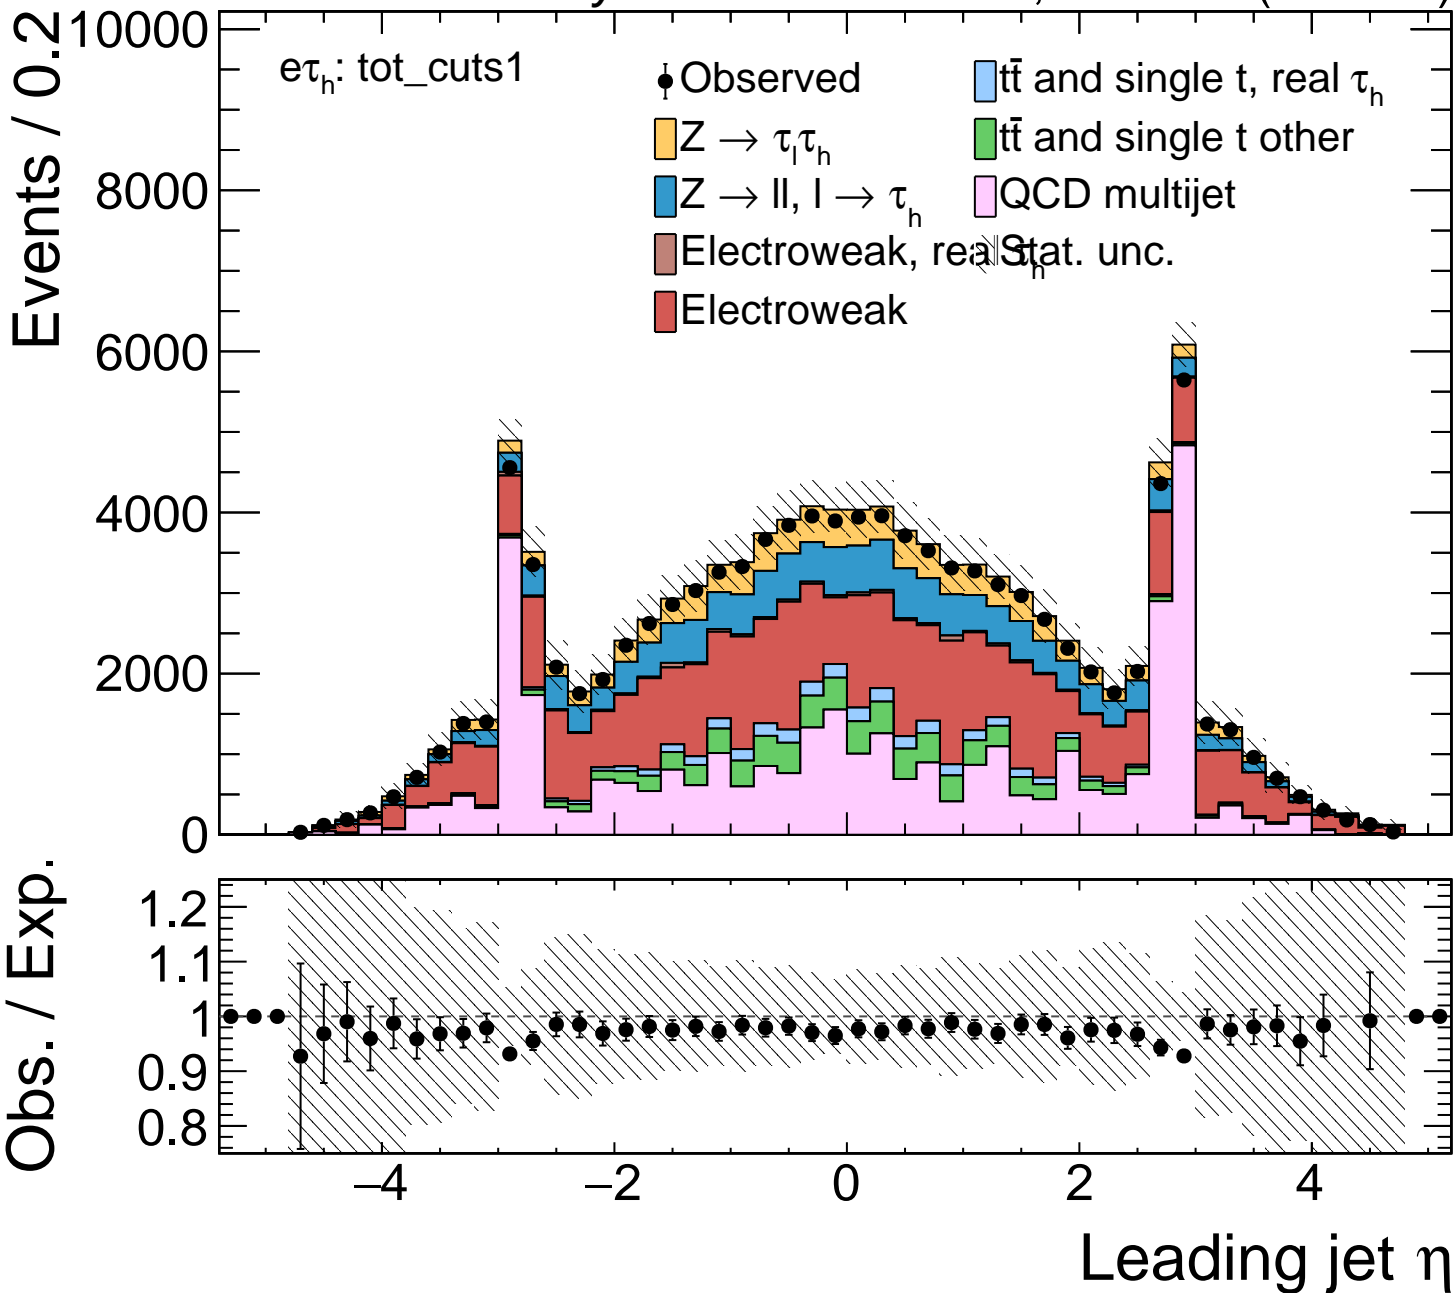 Events / 0.2
10000
8000
6000
4000
2000
0
eτh: tot_cuts1
Observed
Z → τlτh
Z → ll, l → τh
Electroweak, real τh
Electroweak
tt̄ and single t, real τh
tt̄ and single t other
QCD multijet
Stat. unc.
Obs. / Exp.
1.2
1.1
1
0.9
0.8
−4 −2 0 2 4
Leading jet η